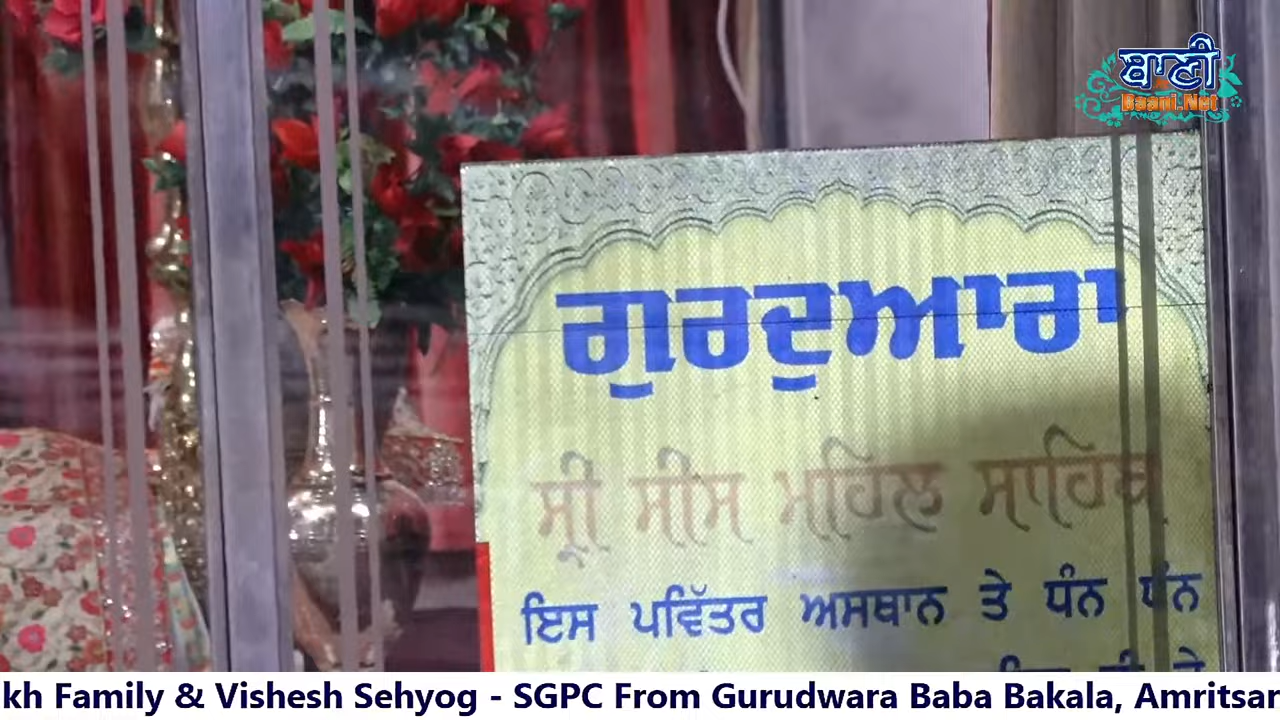 ਬਾਣੀ
Baani.Net
ਗੁਰਦੁਆਰਾ
ਸ੍ਰੀ ਸੀਸ ਮਹਿਲ ਸਾਹਿਬ
ਇਸ ਪਵਿੱਤਰ ਅਸਥਾਨ ਤੇ ਧੰਨ ਧੰਨ
kh Family & Vishesh Sehyog - SGPC From Gurudwara Baba Bakala, Amritsar